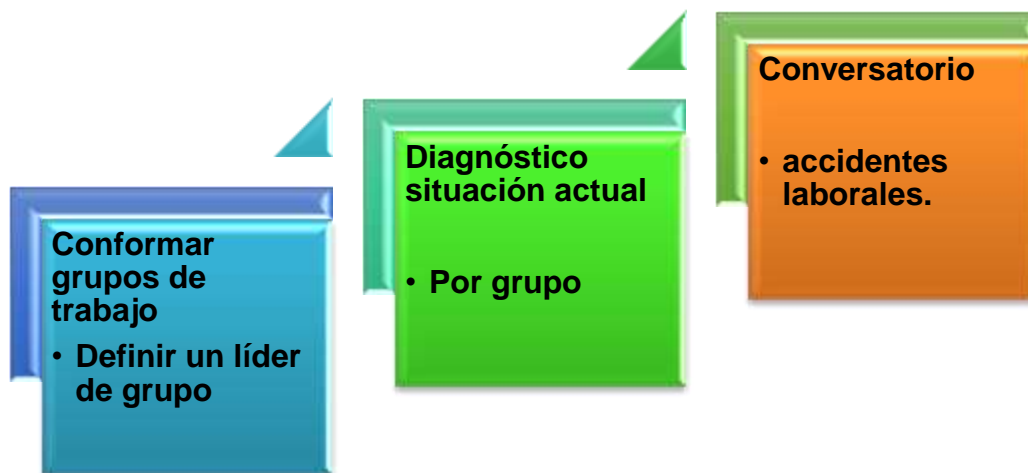 Conformar
grupos de
trabajo
• Definir un líder
de grupo
Diagnóstico
situación actual
• Por grupo
Conversatorio
• accidentes
laborales.